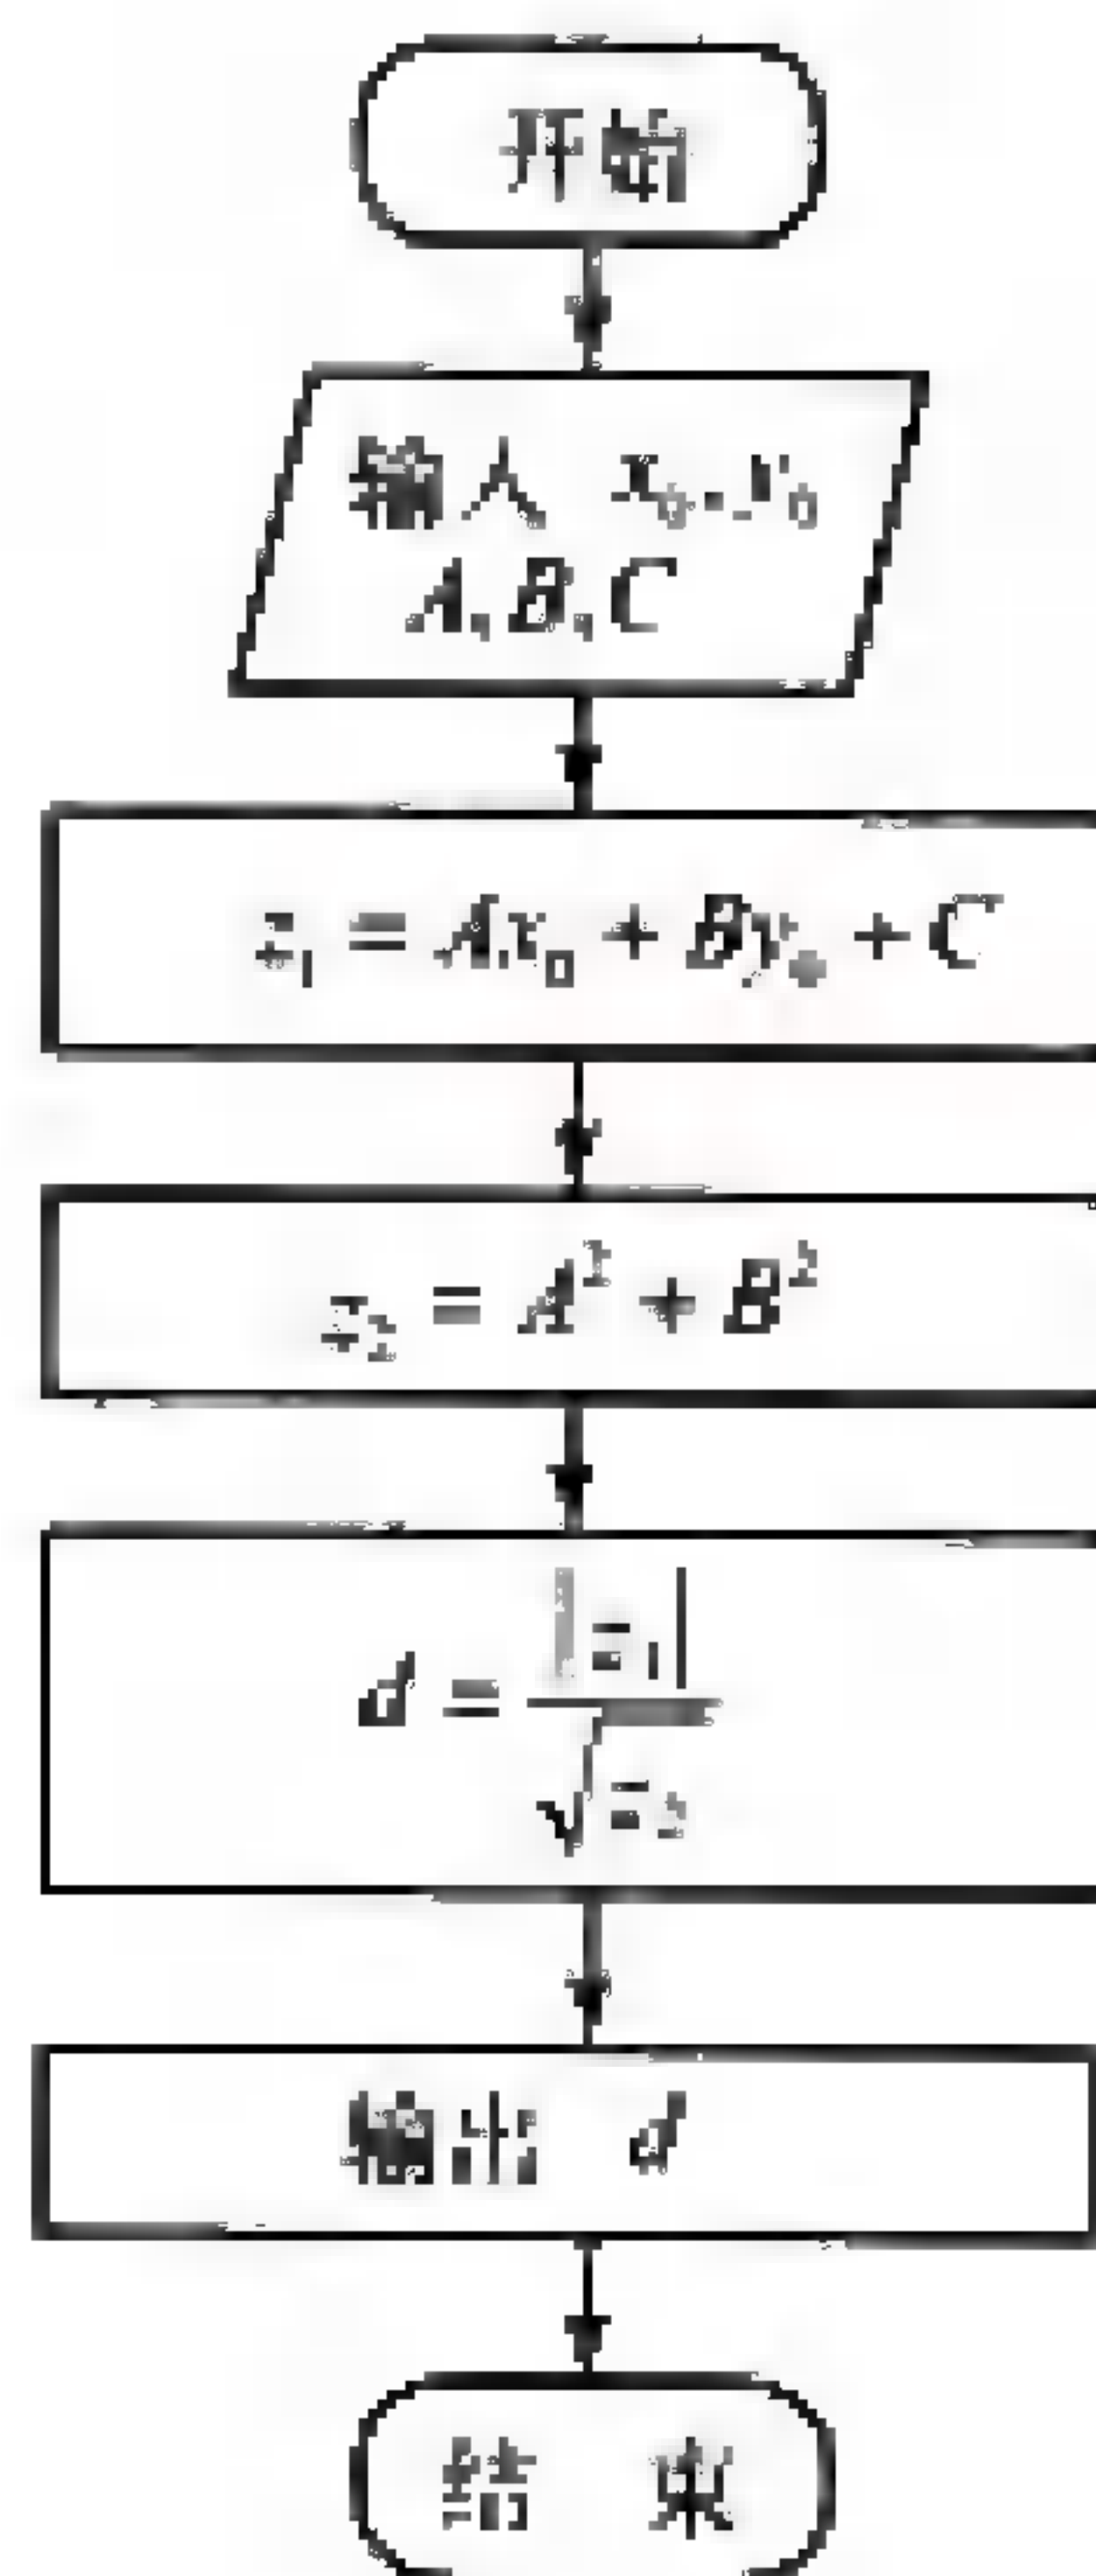 开始
输入 x₀,y₀
A,B,C
z₁ = Ax₀ + By₀ + C
z₂ = A² + B²
d = |z₁| / √z₂
输出 d
结 束